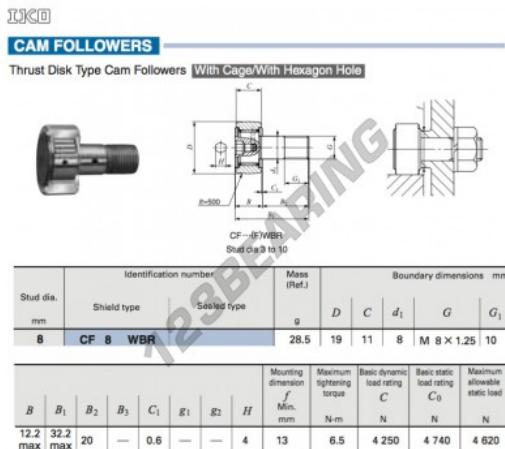 IKO
CAM FOLLOWERS
Thrust Disk Type Cam Followers With Cage/With Hexagon Hole
C
D
H
d1
G
G1
C1
R=500
B
B2
B1
CF…(F)WBR
Stud dia 3 to 10
123BEARING
Stud dia. mm | Identification number | Mass (Ref.) g | Boundary dimensions mm
Shield type | Sealed type | D | C | d1 | G | G1
8 | CF 8 WBR | 28.5 | 19 | 11 | 8 | M 8 × 1.25 | 10
B | B1 | B2 | B3 | C1 | g1 | g2 | H | Mounting dimension f Min. mm | Maximum tightening torque N-m | Basic dynamic load rating C N | Basic static load rating C0 N | Maximum allowable static load N
12.2 max | 32.2 max | 20 | — | 0.6 | — | — | 4 | 13 | 6.5 | 4 250 | 4 740 | 4 620